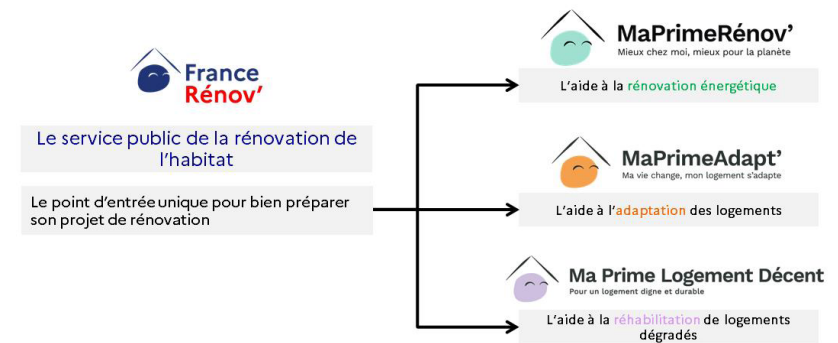 France
Rénov'
Le service public de la rénovation de
l'habitat
Le point d'entrée unique pour bien préparer
son projet de rénovation
MaPrimeRénov'
Mieux chez moi, mieux pour la planète
L'aide à la rénovation énergétique
MaPrimeAdapt'
Ma vie change, mon logement s'adapte
L'aide à l'adaptation des logements
Ma Prime Logement Décent
Pour un logement digne et durable
L'aide à la réhabilitation de logements
dégradés